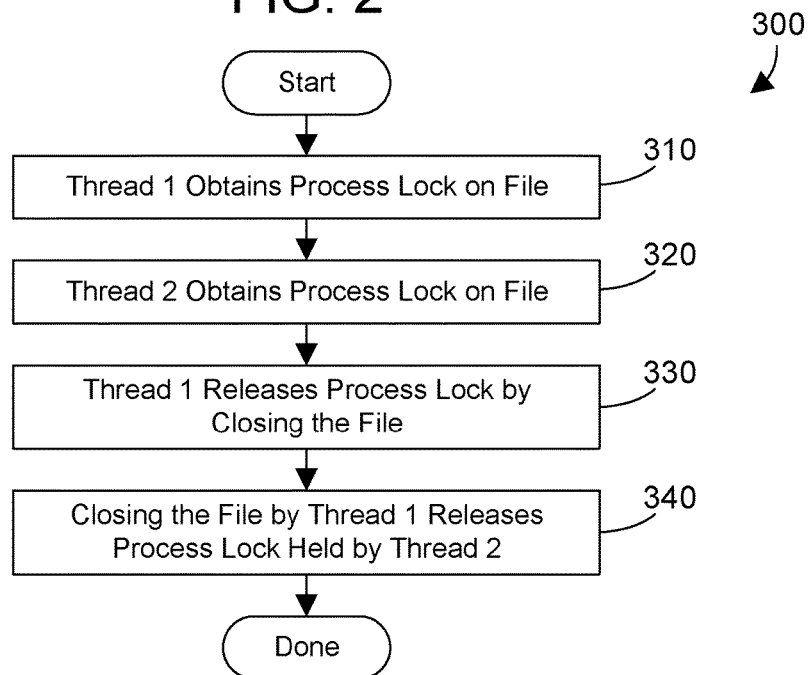 FIG. 2
300
Start
310
Thread 1 Obtains Process Lock on File
320
Thread 2 Obtains Process Lock on File
330
Thread 1 Releases Process Lock by
Closing the File
340
Closing the File by Thread 1 Releases
Process Lock Held by Thread 2
Done